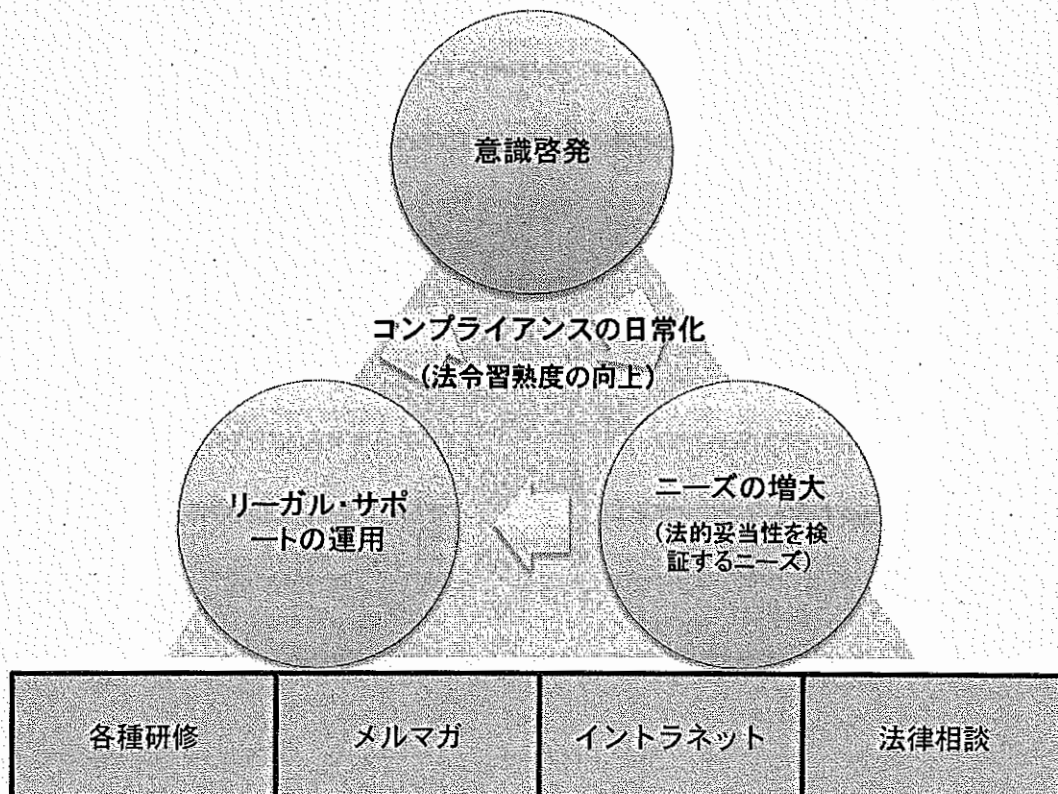 意識啓発
コンプライアンスの日常化
(法令習熟度の向上)
リーガル・サポ
ートの運用
ニーズの増大
(法的妥当性を検
証するニーズ)
各種研修
メルマガ
イントラネット
法律相談